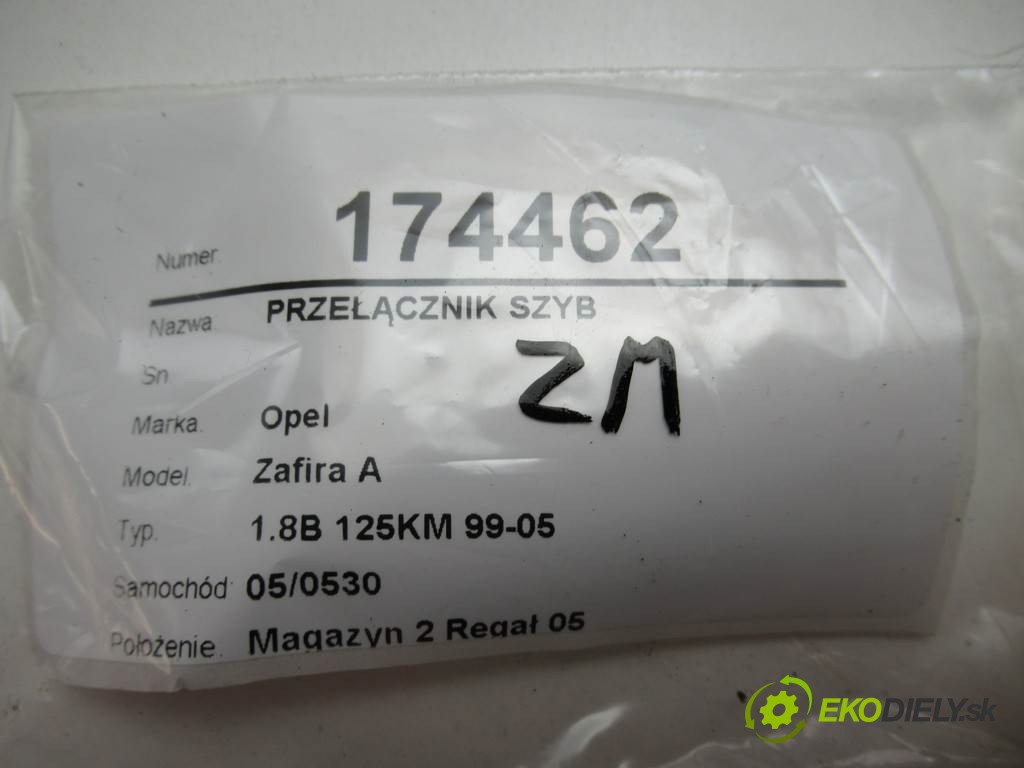 Numer. 174462
Nazwa. PRZEŁĄCZNIK SZYB
Sn
ZM
Marka. Opel
Model. Zafira A
Typ. 1.8B 125KM 99-05
Samochód 05/0530
Położenie. Magazyn 2 Regał 05
EKODIELY.sk